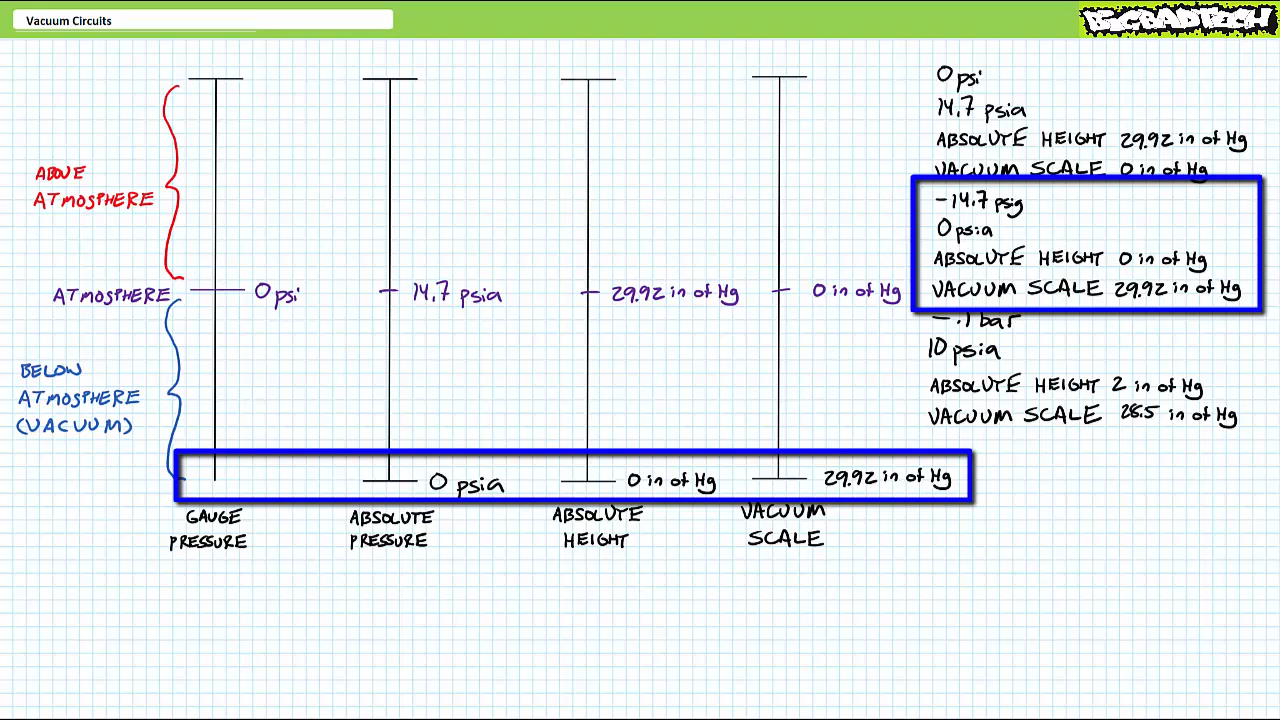 Vacuum Circuits
BIGBADTECH
0 psi
14.7 psia
ABSOLUTE HEIGHT 29.92 in of Hg
VACUUM SCALE 0 in of Hg
-14.7 psig
0 psia
ABSOLUTE HEIGHT 0 in of Hg
VACUUM SCALE 29.92 in of Hg
-.1 bar
10 psia
ABSOLUTE HEIGHT 2 in of Hg
VACUUM SCALE 28.5 in of Hg
ABOVE
ATMOSPHERE
ATMOSPHERE 0 psi 14.7 psia 29.92 in of Hg 0 in of Hg
BELOW
ATMOSPHERE
(VACUUM)
0 psia 0 in of Hg 29.92 in of Hg
GAUGE
PRESSURE
ABSOLUTE
PRESSURE
ABSOLUTE
HEIGHT
VACUUM
SCALE